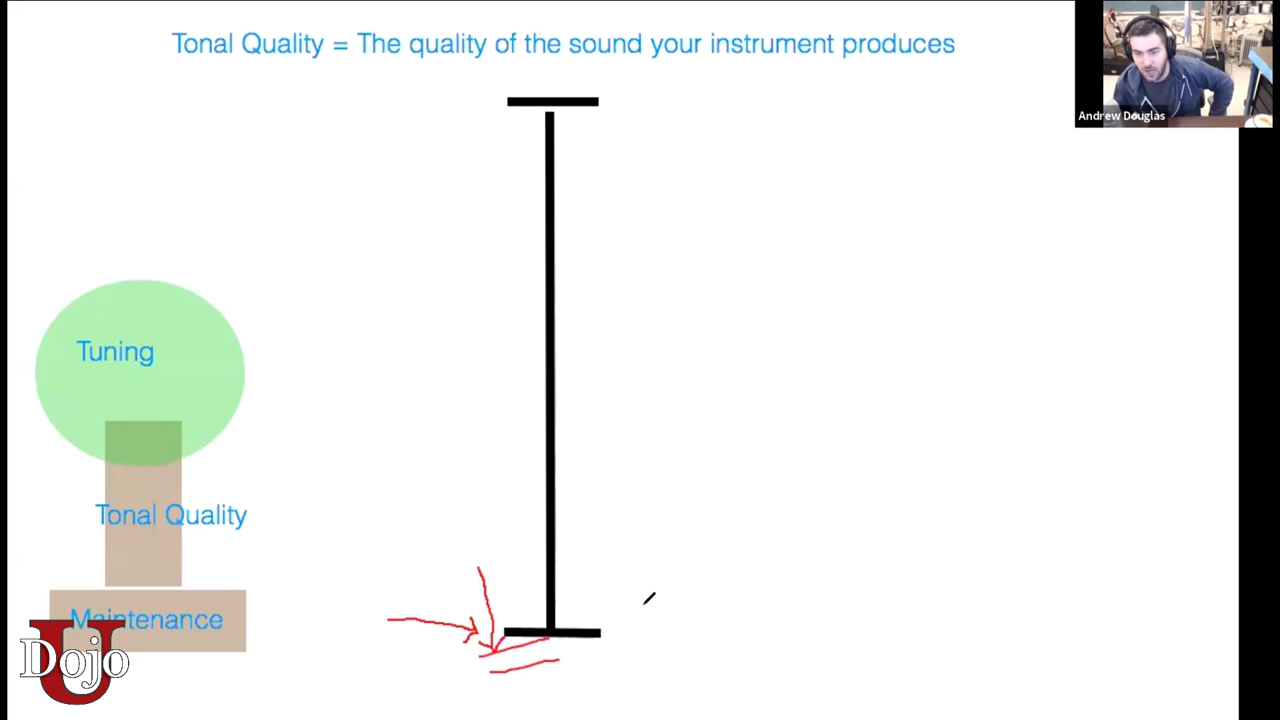 Tonal Quality = The quality of the sound your instrument produces
Andrew Douglas
Tuning
Tonal Quality
Maintenance
U
Dojo